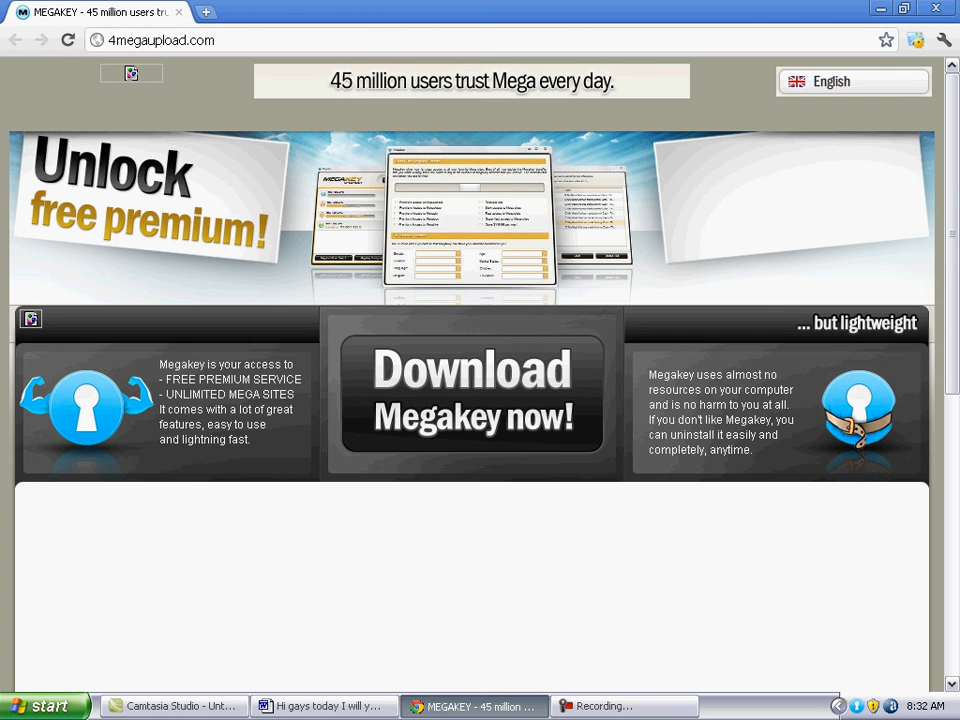 MEGAKEY - 45 million users tru
4megaupload.com
45 million users trust Mega every day.
English
Unlock
free premium!
MEGAKEY
... but lightweight
Megakey is your access to
- FREE PREMIUM SERVICE
- UNLIMITED MEGA SITES
It comes with a lot of great
features, easy to use
and lightning fast.
Download
Megakey now!
Megakey uses almost no
resources on your computer
and is no harm to you at all.
If you don't like Megakey, you
can uninstall it easily and
completely, anytime.
start
Camtasia Studio - Unt...
Hi gays today I will y...
MEGAKEY - 45 million ...
Recording...
8:32 AM